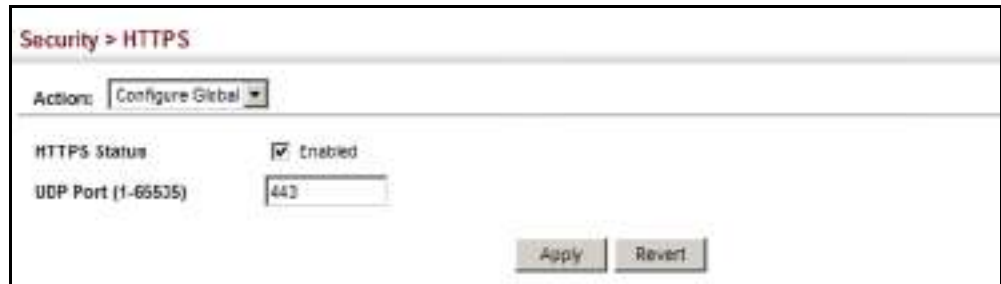 Security > HTTPS
Action: Configure Global
HTTPS Status Enabled
UDP Port (1-65535) 443
Apply Revert